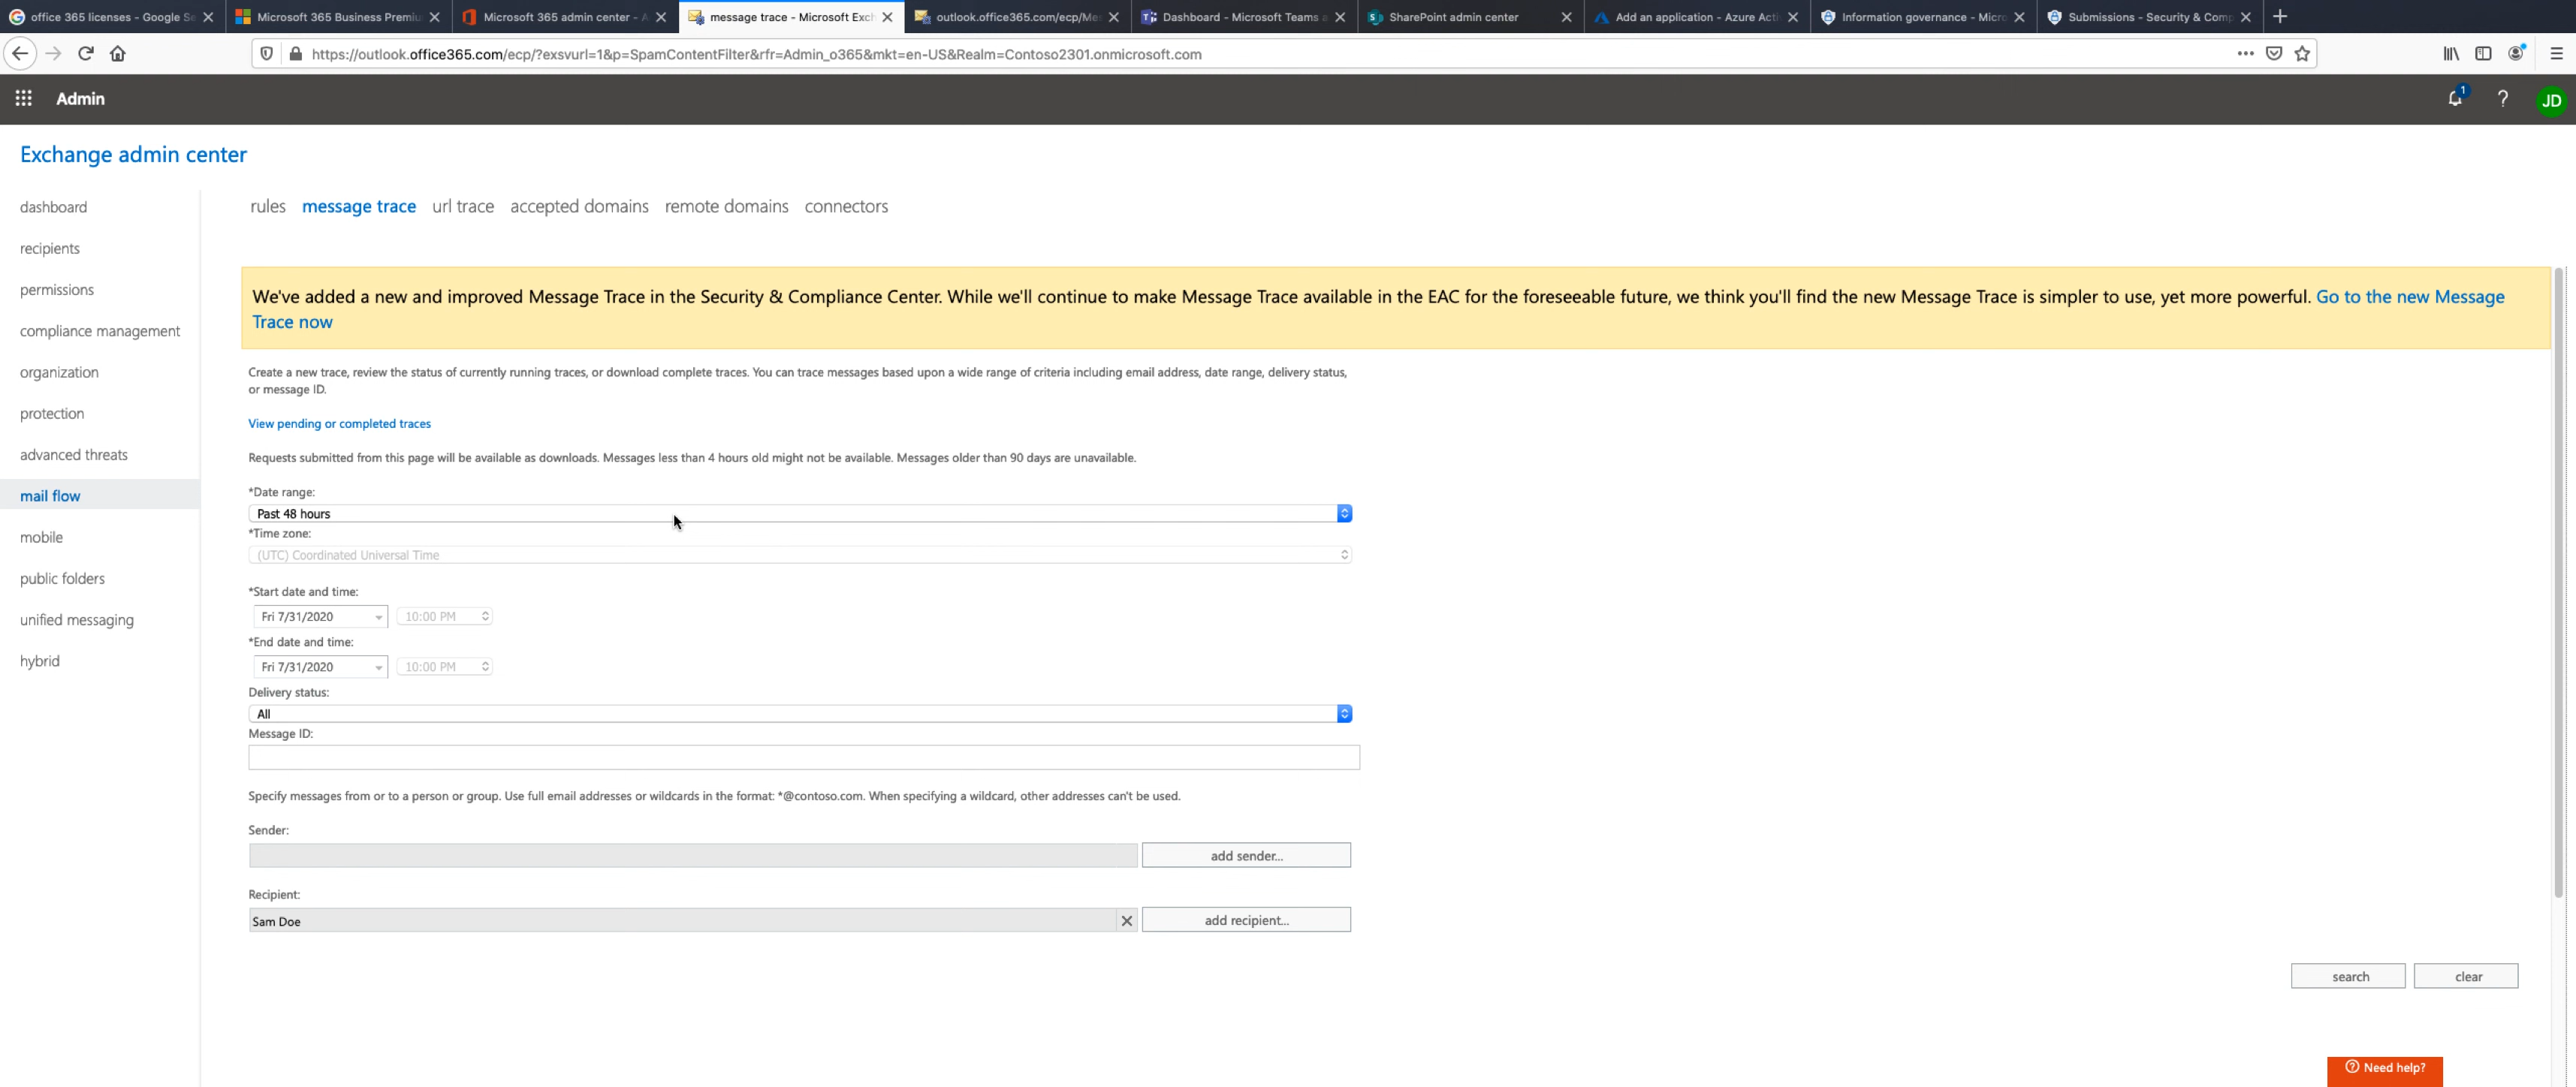 office 365 licenses - Google Se
Microsoft 365 Business Premiu
Microsoft 365 admin center - A
message trace - Microsoft Exch
outlook.office365.com/ecp/Mes
Dashboard - Microsoft Teams a
SharePoint admin center
Add an application - Azure Acti
Information governance - Micro
Submissions - Security & Comp
https://outlook.office365.com/ecp/?exsvurl=1&p=SpamContentFilter&rfr=Admin_o365&mkt=en-US&Realm=Contoso2301.onmicrosoft.com
Admin
1
?
JD
Exchange admin center
dashboard
recipients
permissions
compliance management
organization
protection
advanced threats
mail flow
mobile
public folders
unified messaging
hybrid
rules message trace url trace accepted domains remote domains connectors
We've added a new and improved Message Trace in the Security & Compliance Center. While we'll continue to make Message Trace available in the EAC for the foreseeable future, we think you'll find the new Message Trace is simpler to use, yet more powerful. Go to the new Message
Trace now
Create a new trace, review the status of currently running traces, or download complete traces. You can trace messages based upon a wide range of criteria including email address, date range, delivery status,
or message ID.
View pending or completed traces
Requests submitted from this page will be available as downloads. Messages less than 4 hours old might not be available. Messages older than 90 days are unavailable.
*Date range:
Past 48 hours
*Time zone:
(UTC) Coordinated Universal Time
*Start date and time:
Fri 7/31/2020 10:00 PM
*End date and time:
Fri 7/31/2020 10:00 PM
Delivery status:
All
Message ID:
Specify messages from or to a person or group. Use full email addresses or wildcards in the format: *@contoso.com. When specifying a wildcard, other addresses can't be used.
Sender:
add sender...
Recipient:
Sam Doe
add recipient...
search
clear
Need help?